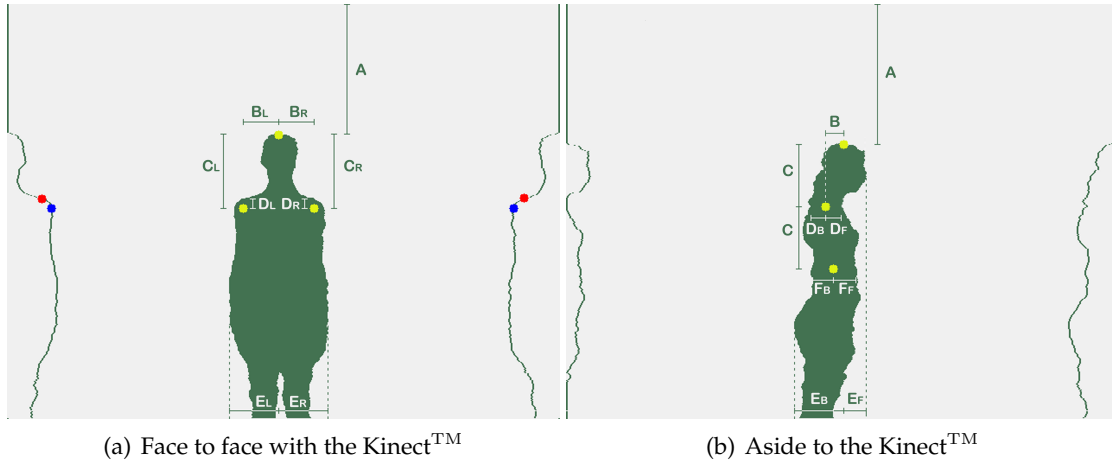 A
BL BR
CL
CR
DL DR
EL ER
(a) Face to face with the Kinect™
A
B
C
C
DB DF
FB FF
EB EF
(b) Aside to the Kinect™